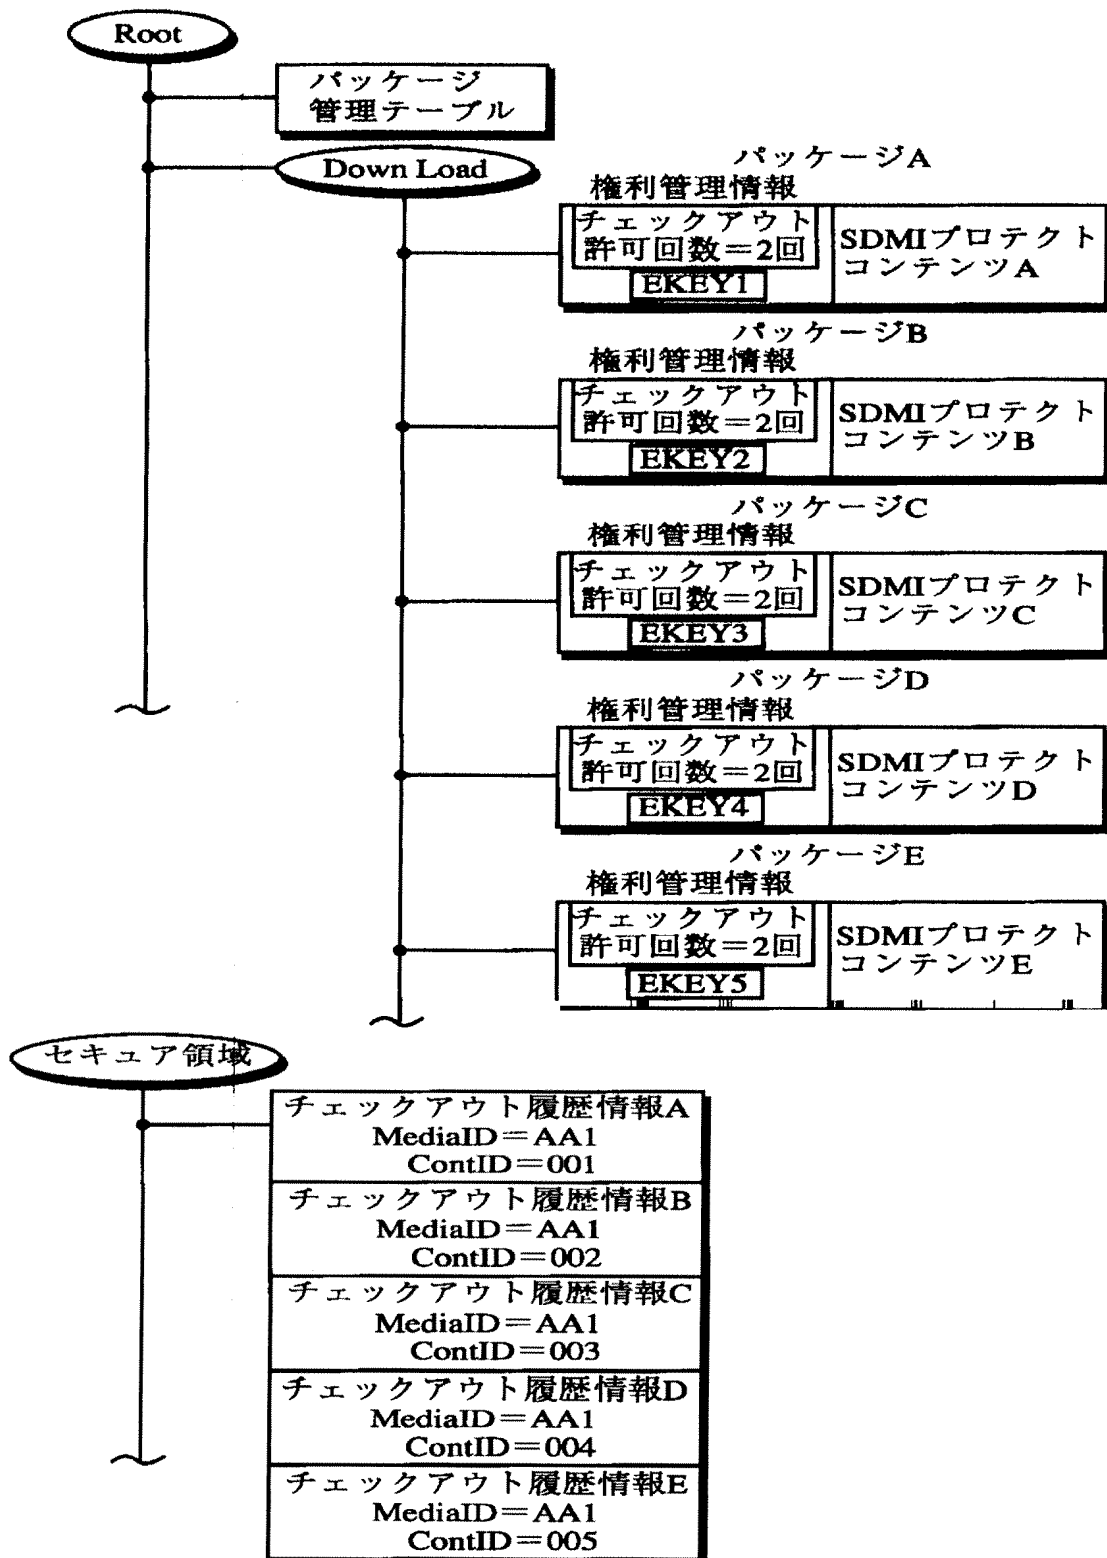 Root
パッケージ
管理テーブル
Down Load
パッケージA
権利管理情報
チェックアウト
許可回数＝2回
EKEY1
SDMIプロテクト
コンテンツA
パッケージB
権利管理情報
チェックアウト
許可回数＝2回
EKEY2
SDMIプロテクト
コンテンツB
パッケージC
権利管理情報
チェックアウト
許可回数＝2回
EKEY3
SDMIプロテクト
コンテンツC
パッケージD
権利管理情報
チェックアウト
許可回数＝2回
EKEY4
SDMIプロテクト
コンテンツD
パッケージE
権利管理情報
チェックアウト
許可回数＝2回
EKEY5
SDMIプロテクト
コンテンツE
セキュア領域
チェックアウト履歴情報A
MediaID＝AA1
ContID＝001
チェックアウト履歴情報B
MediaID＝AA1
ContID＝002
チェックアウト履歴情報C
MediaID＝AA1
ContID＝003
チェックアウト履歴情報D
MediaID＝AA1
ContID＝004
チェックアウト履歴情報E
MediaID＝AA1
ContID＝005